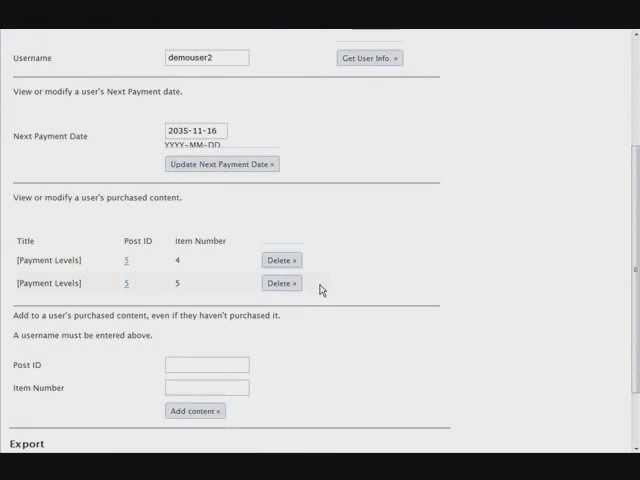 Username demouser2 Get User Info. »
View or modify a user's Next Payment date.
Next Payment Date 2035-11-16
YYYY-MM-DD
Update Next Payment Date »
View or modify a user's purchased content.
Title Post ID Item Number
[Payment Levels] 5 4 Delete »
[Payment Levels] 5 5 Delete »
Add to a user's purchased content, even if they haven't purchased it.
A username must be entered above.
Post ID
Item Number
Add content »
Export